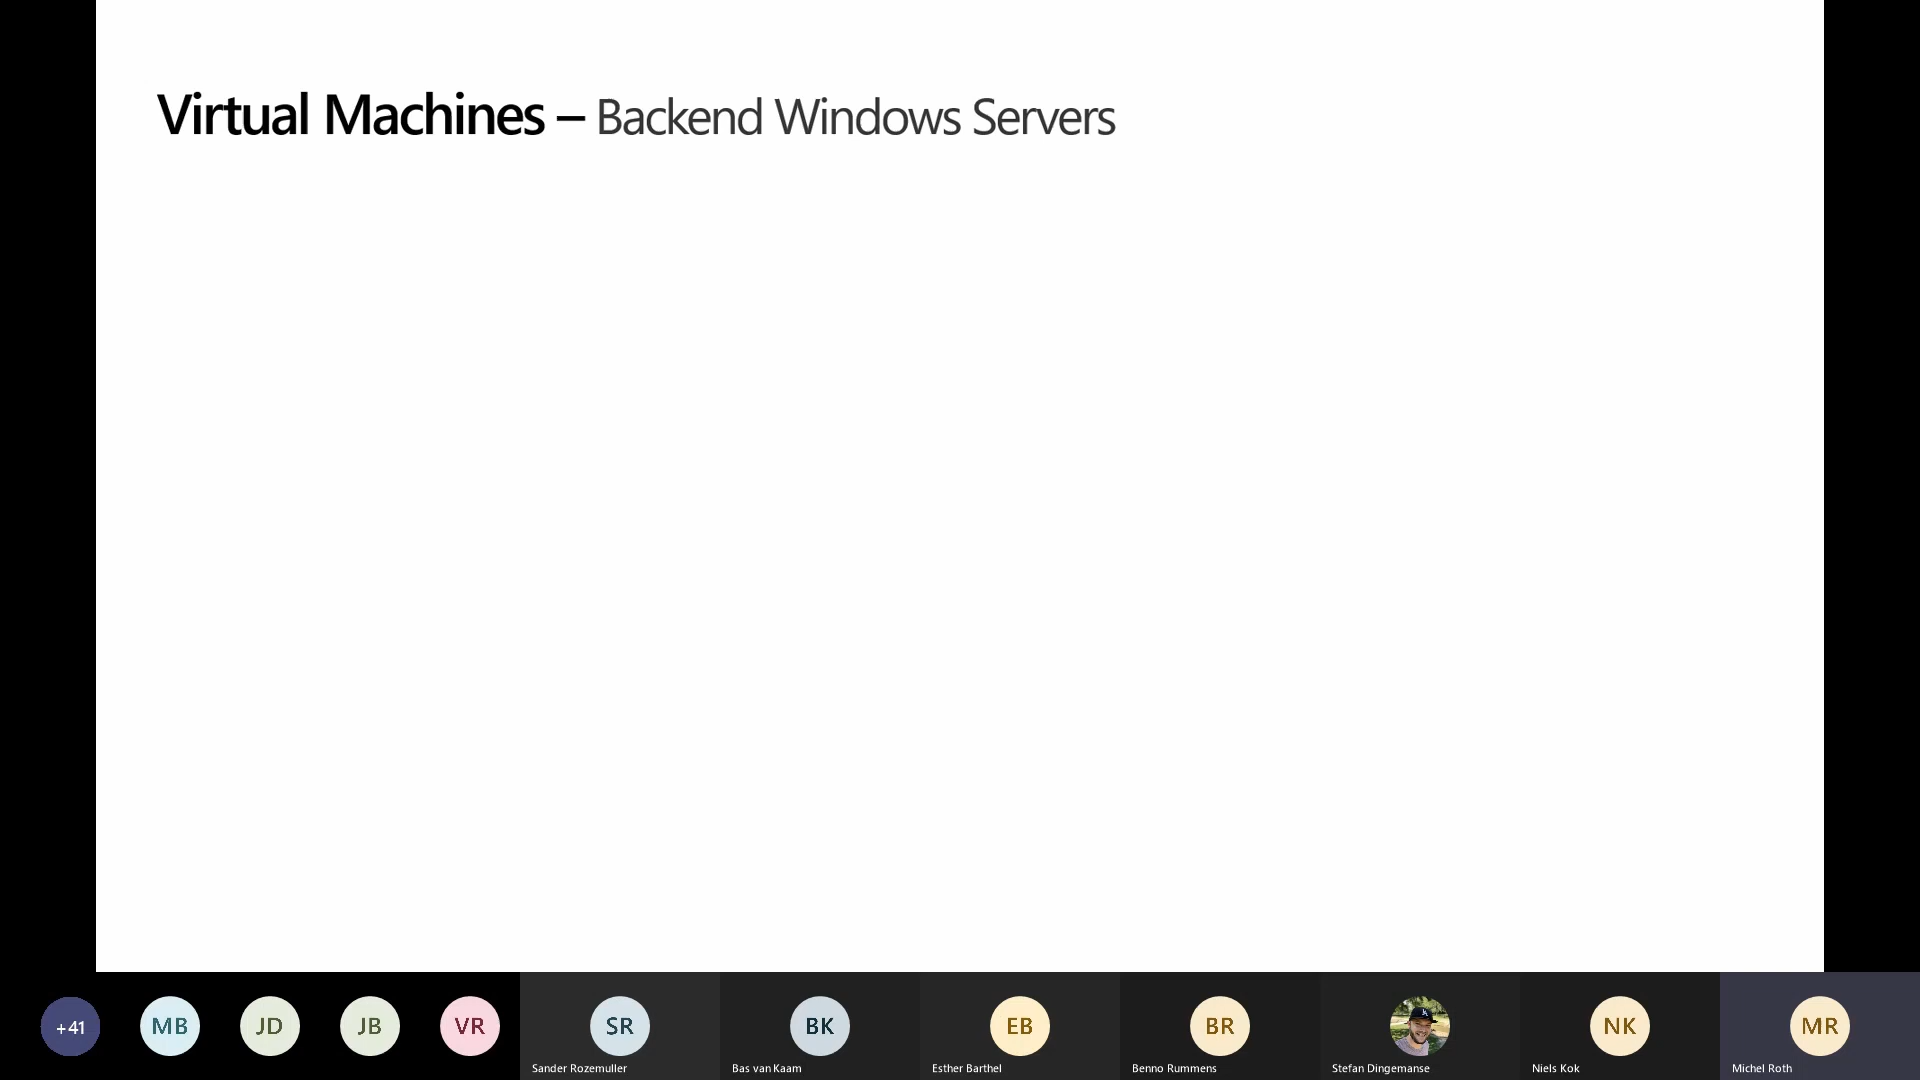 Virtual Machines – Backend Windows Servers
+41
MB
JD
JB
VR
SR
BK
EB
BR
NK
MR
Sander Rozemuller
Bas van Kaam
Esther Barthel
Benno Rummens
Stefan Dingemanse
Niels Kok
Michel Roth